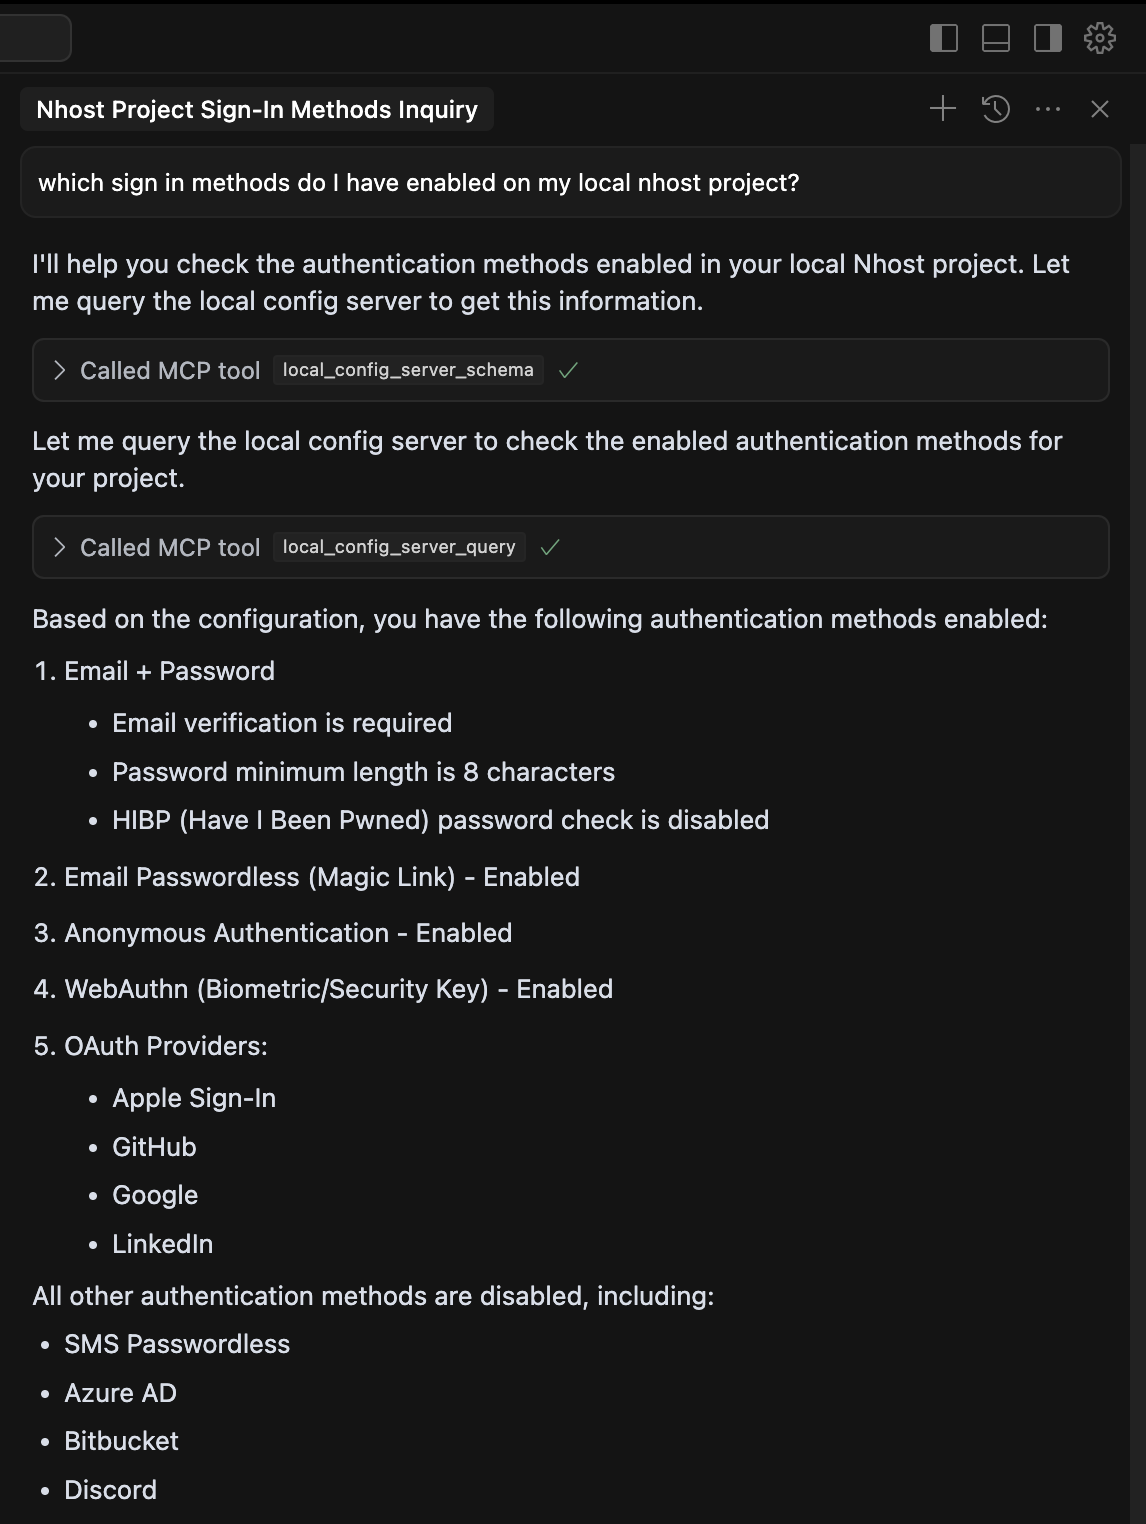 Nhost Project Sign-In Methods Inquiry
which sign in methods do I have enabled on my local nhost project?
I'll help you check the authentication methods enabled in your local Nhost project. Let
me query the local config server to get this information.
Called MCP tool local_config_server_schema
Let me query the local config server to check the enabled authentication methods for
your project.
Called MCP tool local_config_server_query
Based on the configuration, you have the following authentication methods enabled:
1. Email + Password
• Email verification is required
• Password minimum length is 8 characters
• HIBP (Have I Been Pwned) password check is disabled
2. Email Passwordless (Magic Link) - Enabled
3. Anonymous Authentication - Enabled
4. WebAuthn (Biometric/Security Key) - Enabled
5. OAuth Providers:
• Apple Sign-In
• GitHub
• Google
• LinkedIn
All other authentication methods are disabled, including:
• SMS Passwordless
• Azure AD
• Bitbucket
• Discord